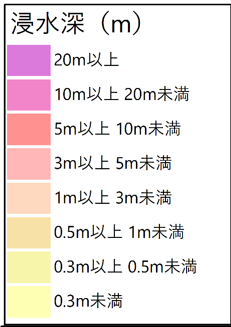 浸水深（m）
20m以上
10m以上 20m未満
5m以上 10m未満
3m以上 5m未満
1m以上 3m未満
0.5m以上 1m未満
0.3m以上 0.5m未満
0.3m未満